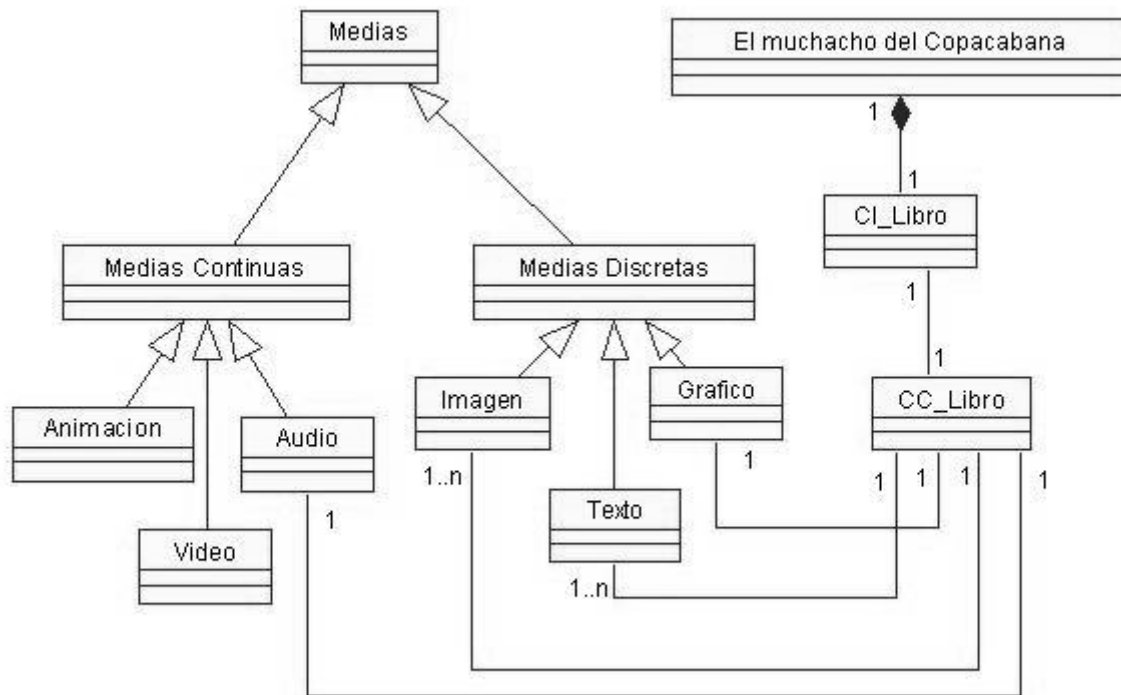 Medias
El muchacho del Copacabana
1
1
CI_Libro
1
1
Medias Continuas
Medias Discretas
Imagen
Grafico
CC_Libro
Animacion
Audio
1..n
1
1
1
1
1
Texto
1
Video
1..n